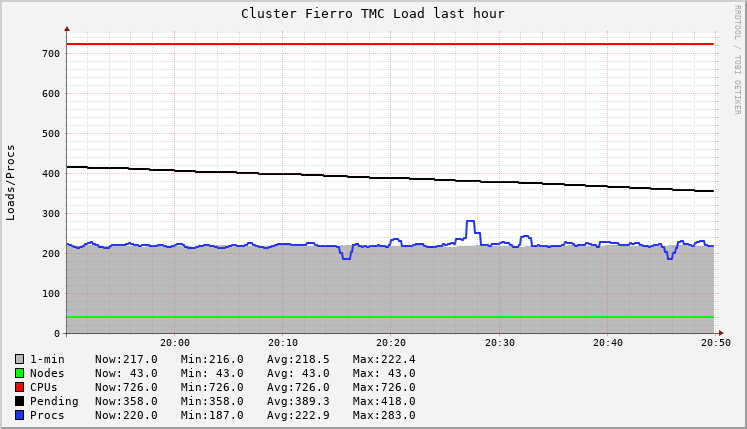 Cluster Fierro TMC Load last hour
RRDTOOL / TOBI OETIKER
Loads/Procs
700
600
500
400
300
200
100
0
20:00 20:10 20:20 20:30 20:40 20:50
1-min Now:217.0 Min:216.0 Avg:218.5 Max:222.4
Nodes Now: 43.0 Min: 43.0 Avg: 43.0 Max: 43.0
CPUs Now:726.0 Min:726.0 Avg:726.0 Max:726.0
Pending Now:358.0 Min:358.0 Avg:389.3 Max:418.0
Procs Now:220.0 Min:187.0 Avg:222.9 Max:283.0